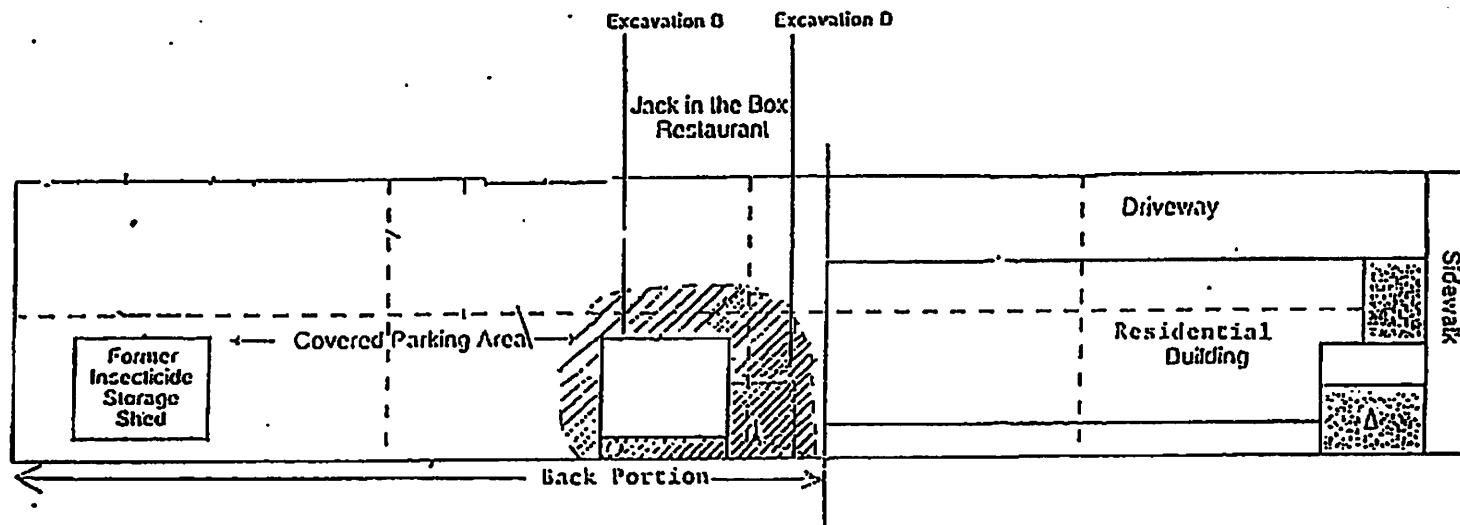 Excavation B
Excavation D
Jack in the Box
Restaurant
Driveway
Sidewalk
Covered Parking Area
Former
Insecticide
Storage
Shed
Residential
Building
Back Portion